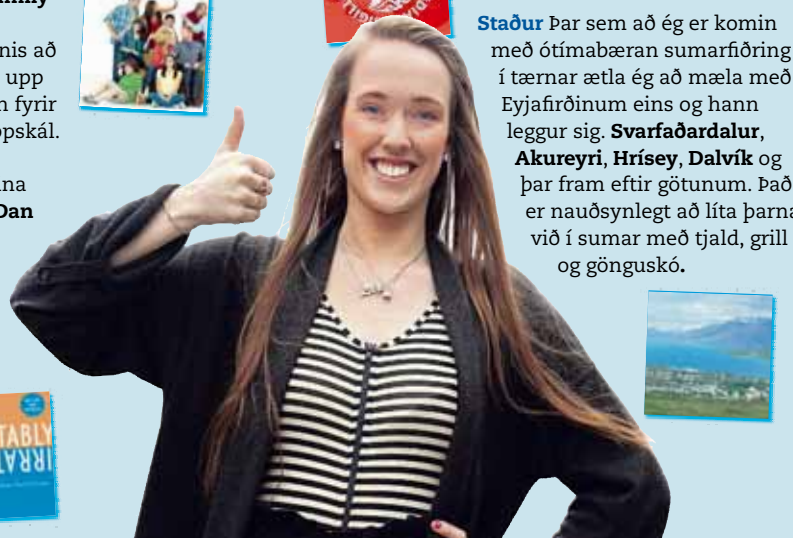 nis að
upp
fyrir
pskál.
Dan
TABLY
Staður Þar sem að ég er komin
með ótímabæran sumarfiðring
í tærnar ætla ég að mæla með
Eyjafirðinum eins og hann
leggur sig. Svarfaðardalur,
Akureyri, Hrísey, Dalvík og
þar fram eftir götunum. Það
er nauðsynlegt að líta þarna
við í sumar með tjald, grill
og gönguskó.